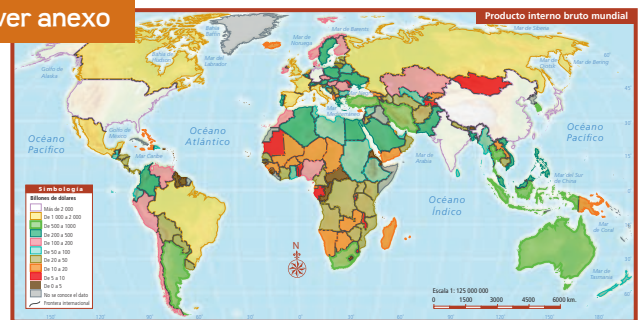 ver anexo
Producto interno bruto mundial
Bahía
Baffin
Mar de
Noruega
Mar de Barents
Mar de Siberia
Golfo de
Alaska
Bahía de
Hudson
Mar del
Labrador
Mar de
Ojotsk
Mar de Bering
Océano
Pacífico
Golfo de
México
Océano
Atlántico
Mar
Mediterráneo
Océano
Pacífico
Mar Caribe
Mar de
Arabia
Mar del Sur
de China
Océano
Índico
Mar
de Coral
Mar de
Tasmania
Simbología
Billones de dólares
Más de 2 000
De 1 000 a 2 000
De 500 a 1000
De 200 a 500
De 100 a 200
De 50 a 100
De 20 a 50
De 10 a 20
De 5 a 10
De 0 a 5
No se conoce el dato
Frontera internacional
N
Escala 1: 125 000 000
0 1500 3000 4500 6000 km.